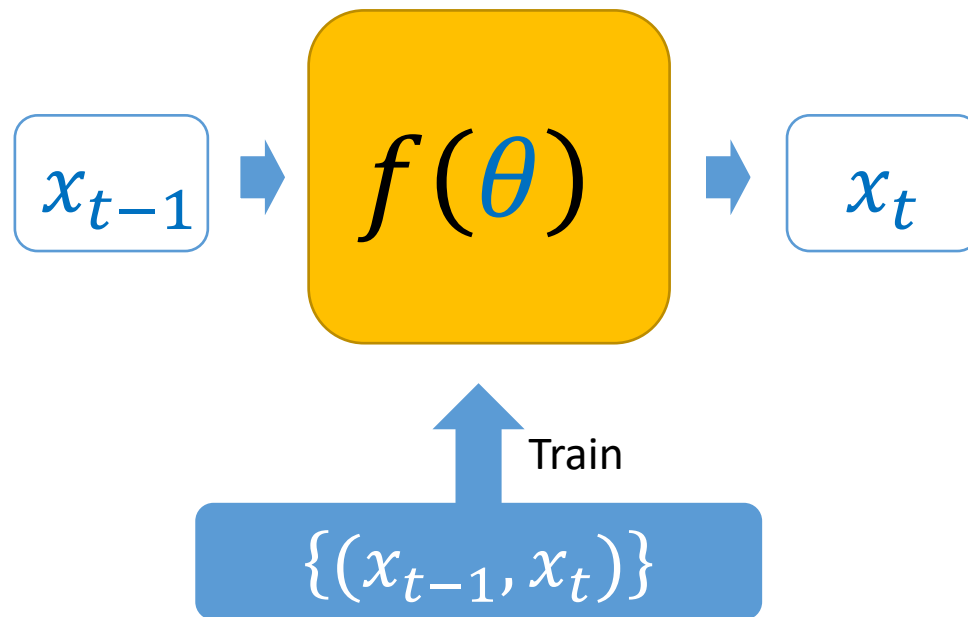 x_{t-1}
f(θ)
x_t
Train
{(x_{t-1}, x_t)}